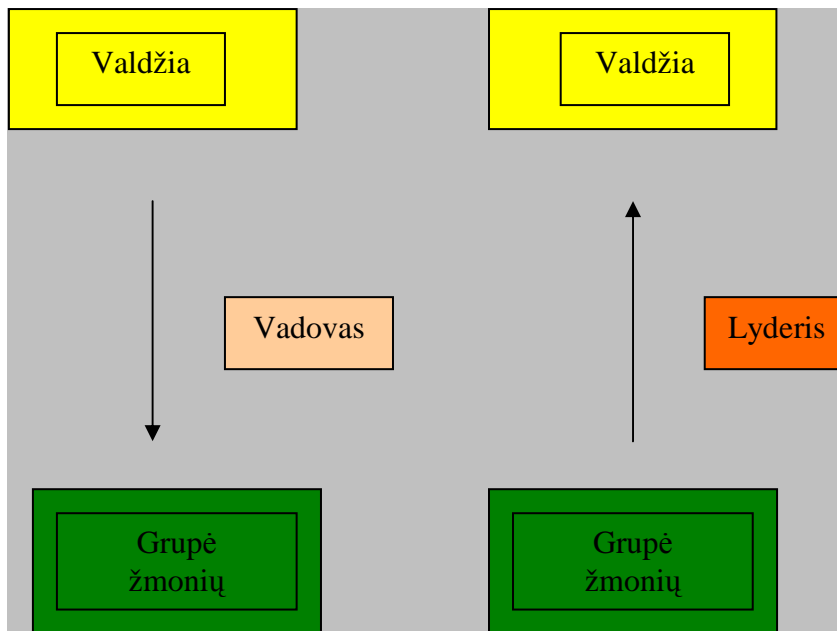 Valdžia
Valdžia
Vadovas
Lyderis
Grupė
žmonių
Grupė
žmonių